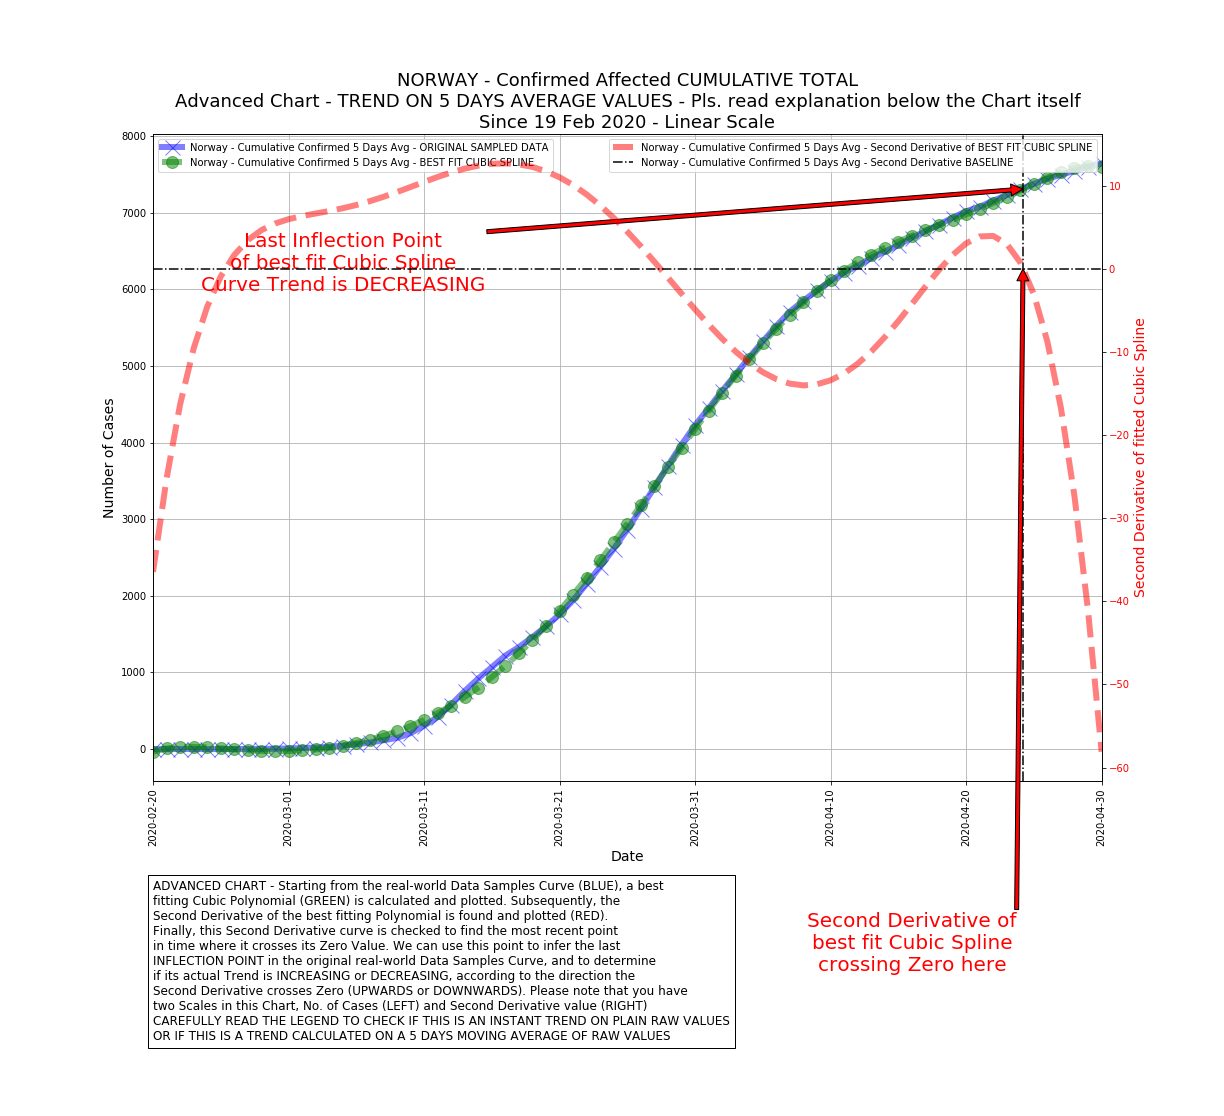 NORWAY - Confirmed Affected CUMULATIVE TOTAL
Advanced Chart - TREND ON 5 DAYS AVERAGE VALUES - Pls. read explanation below the Chart itself
Since 19 Feb 2020 - Linear Scale
Norway - Cumulative Confirmed 5 Days Avg - ORIGINAL SAMPLED DATA
Norway - Cumulative Confirmed 5 Days Avg - BEST FIT CUBIC SPLINE
Norway - Cumulative Confirmed 5 Days Avg - Second Derivative of BEST FIT CUBIC SPLINE
Norway - Cumulative Confirmed 5 Days Avg - Second Derivative BASELINE
8000
7000
6000
5000
4000
3000
2000
1000
0
Number of Cases
Last Inflection Point
of best fit Cubic Spline
Curve Trend is DECREASING
10
0
−10
−20
−30
−40
−50
−60
Second Derivative of fitted Cubic Spline
2020-02-20
2020-03-01
2020-03-11
2020-03-21
2020-03-31
2020-04-10
2020-04-20
2020-04-30
Date
ADVANCED CHART - Starting from the real-world Data Samples Curve (BLUE), a best
fitting Cubic Polynomial (GREEN) is calculated and plotted. Subsequently, the
Second Derivative of the best fitting Polynomial is found and plotted (RED).
Finally, this Second Derivative curve is checked to find the most recent point
in time where it crosses its Zero Value. We can use this point to infer the last
INFLECTION POINT in the original real-world Data Samples Curve, and to determine
if its actual Trend is INCREASING or DECREASING, according to the direction the
Second Derivative crosses Zero (UPWARDS or DOWNWARDS). Please note that you have
two Scales in this Chart, No. of Cases (LEFT) and Second Derivative value (RIGHT)
CAREFULLY READ THE LEGEND TO CHECK IF THIS IS AN INSTANT TREND ON PLAIN RAW VALUES
OR IF THIS IS A TREND CALCULATED ON A 5 DAYS MOVING AVERAGE OF RAW VALUES
Second Derivative of
best fit Cubic Spline
crossing Zero here